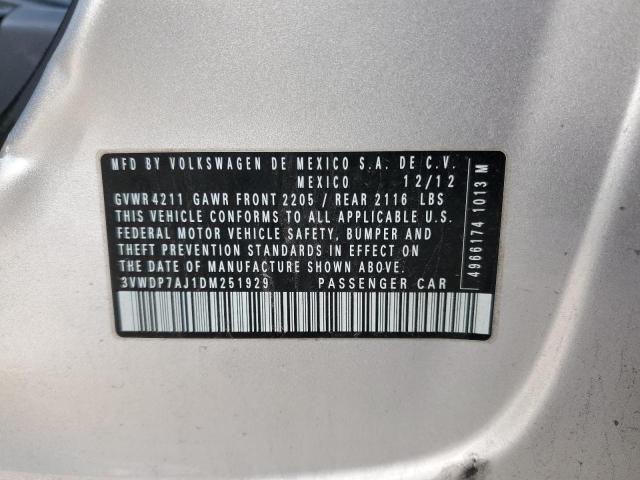 MFD BY VOLKSWAGEN DE MEXICO S.A. DE C.V.
MEXICO 12/12
GVWR 4211 GAWR FRONT 2205 / REAR 2116 LBS
THIS VEHICLE CONFORMS TO ALL APPLICABLE U.S.
FEDERAL MOTOR VEHICLE SAFETY, BUMPER AND
THEFT PREVENTION STANDARDS IN EFFECT ON
THE DATE OF MANUFACTURE SHOWN ABOVE.
3VWDP7AJ1DM251929 PASSENGER CAR
4966174 1013 M